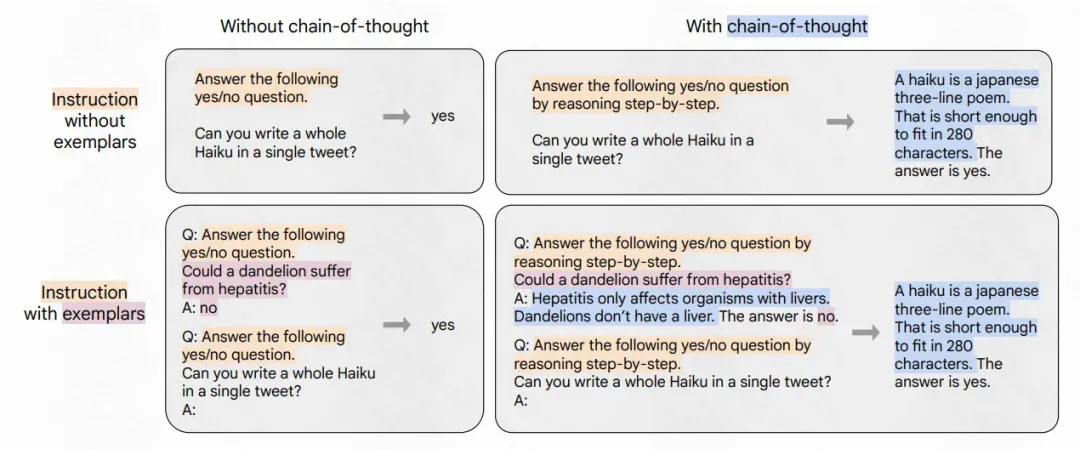 Without chain-of-thought
With chain-of-thought
Instruction
without
exemplars
Answer the following
yes/no question.
Can you write a whole
Haiku in a single tweet?
yes
Answer the following yes/no question
by reasoning step-by-step.
Can you write a whole Haiku in a
single tweet?
A haiku is a japanese
three-line poem.
That is short enough
to fit in 280
characters. The
answer is yes.
Instruction
with exemplars
Q: Answer the following
yes/no question.
Could a dandelion suffer
from hepatitis?
A: no
Q: Answer the following
yes/no question.
Can you write a whole Haiku
in a single tweet?
A:
yes
Q: Answer the following yes/no question by
reasoning step-by-step.
Could a dandelion suffer from hepatitis?
A: Hepatitis only affects organisms with livers.
Dandelions don’t have a liver. The answer is no.
Q: Answer the following yes/no question by
reasoning step-by-step.
Can you write a whole Haiku in a single tweet?
A:
A haiku is a japanese
three-line poem.
That is short enough
to fit in 280
characters. The
answer is yes.